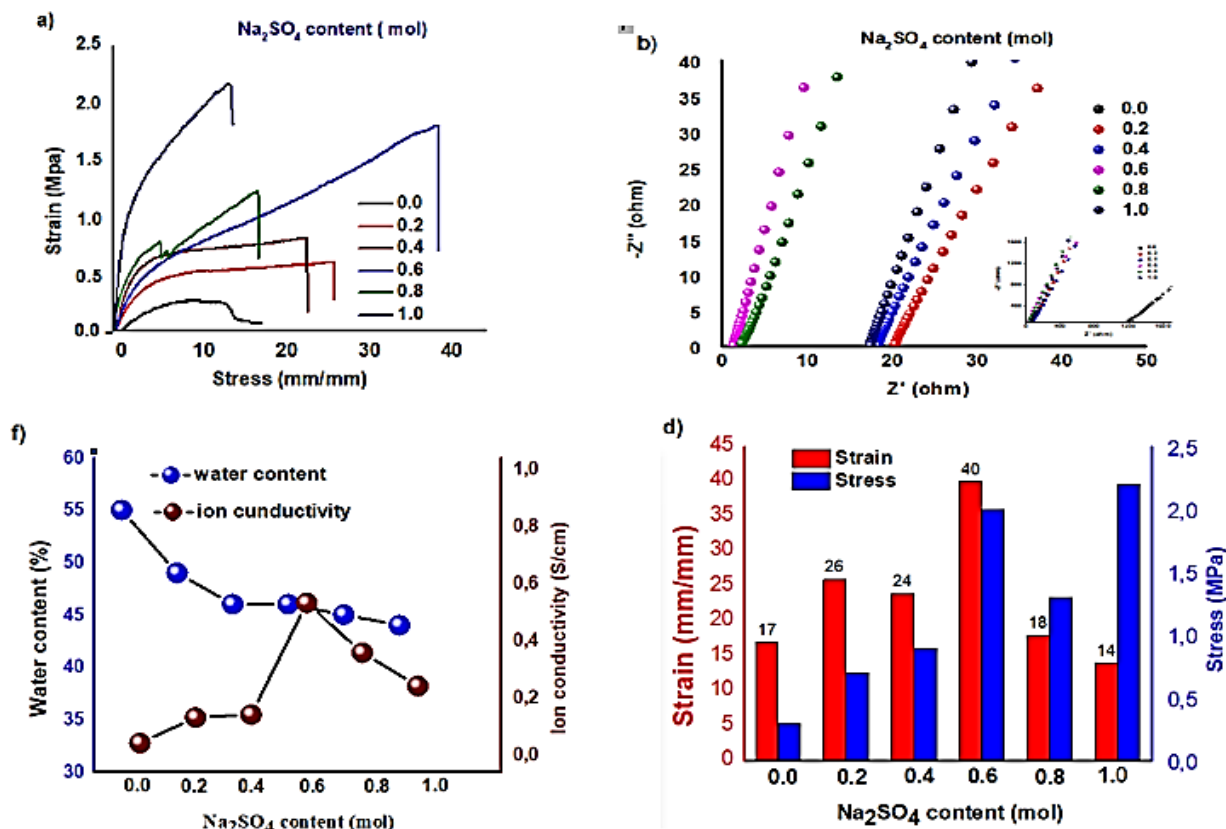 a)
Na₂SO₄ content ( mol)
2.5
2.0
1.5
1.0
0.5
0.0
Strain (Mpa)
0.0
0.2
0.4
0.6
0.8
1.0
0 10 20 30 40
Stress (mm/mm)
b)
Na₂SO₄ content (mol)
40
35
30
25
20
15
10
5
0
-Z" (ohm)
0.0
0.2
0.4
0.6
0.8
1.0
0 10 20 30 40 50
Z' (ohm)
f)
60
55
50
45
40
35
30
Water content (%)
water content
ion cunductivity
1,0
0,8
0,6
0,4
0,2
0,0
Ion conductivity (S/cm)
0.0 0.2 0.4 0.6 0.8 1.0
Na₂SO₄ content (mol)
d)
45
40
35
30
25
20
15
10
5
0
Strain (mm/mm)
Strain
Stress
17
26
24
40
18
14
2,5
2,0
1,5
1,0
0,5
0,0
Stress (MPa)
0.0 0.2 0.4 0.6 0.8 1.0
Na₂SO₄ content (mol)